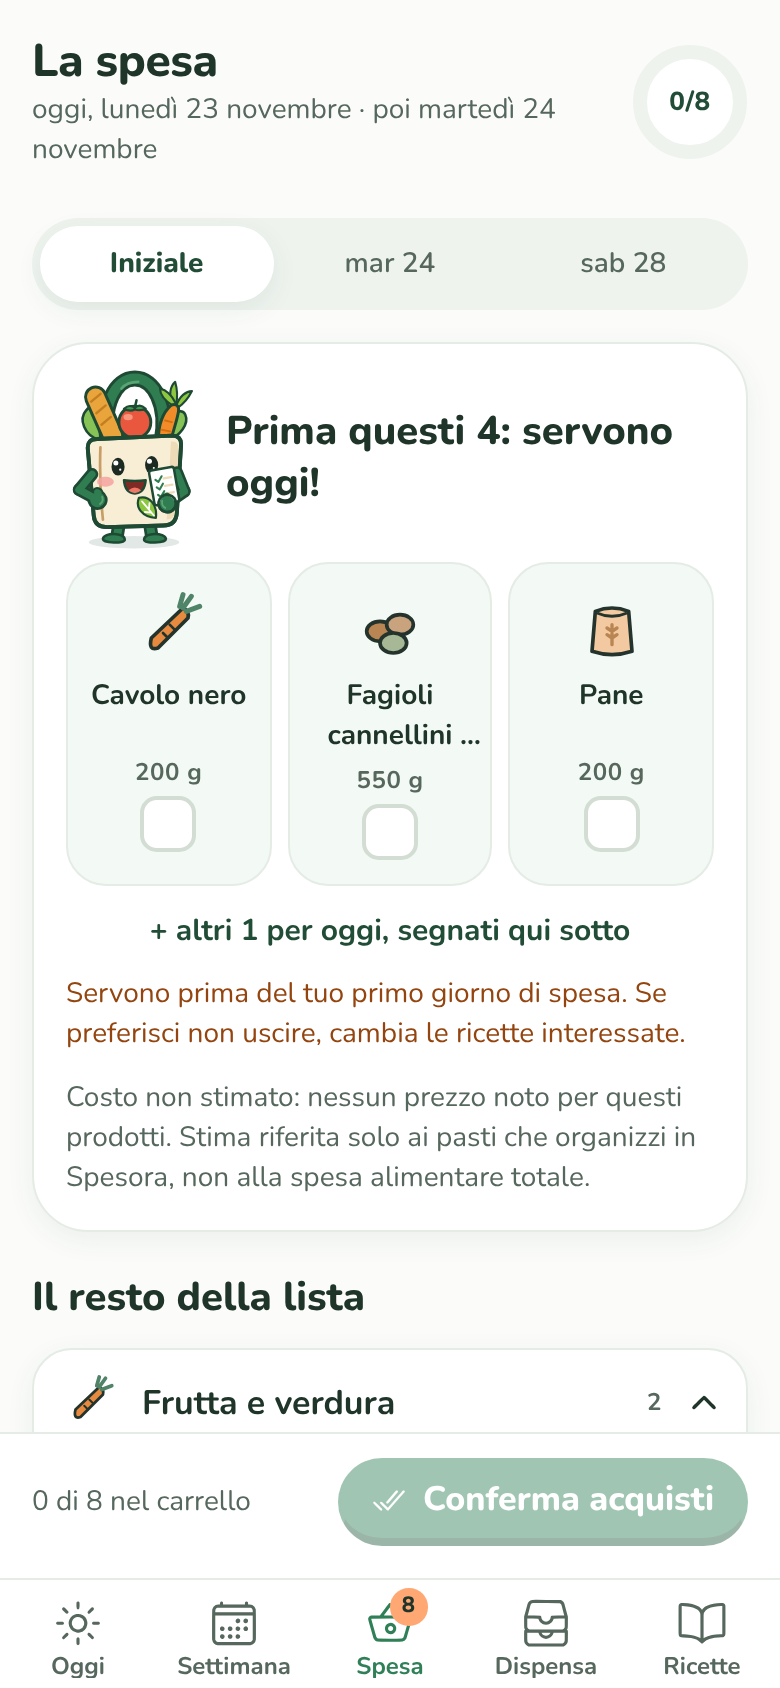 La spesa
oggi, lunedì 23 novembre · poi martedì 24
novembre
0/8
Iniziale
mar 24
sab 28
Prima questi 4: servono
oggi!
Cavolo nero
200 g
Fagioli
cannellini ...
550 g
Pane
200 g
+ altri 1 per oggi, segnati qui sotto
Servono prima del tuo primo giorno di spesa. Se
preferisci non uscire, cambia le ricette interessate.
Costo non stimato: nessun prezzo noto per questi
prodotti. Stima riferita solo ai pasti che organizzi in
Spesora, non alla spesa alimentare totale.
Il resto della lista
Frutta e verdura
2
0 di 8 nel carrello
Conferma acquisti
8
Oggi
Settimana
Spesa
Dispensa
Ricette